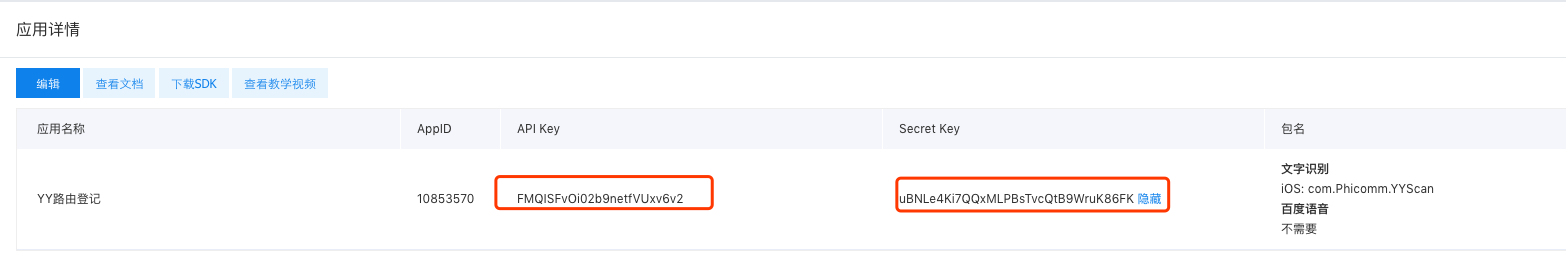 应用详情
编辑 查看文档 下载SDK 查看教学视频
应用名称 AppID API Key Secret Key 包名
文字识别
YY路由登记 10853570 FMQISFvOi02b9netfVUxv6v2 uBNLe4Ki7QQxMLPBsTvcQtB9WruK86FK 隐藏 iOS: com.Phicomm.YYScan
百度语音
不需要